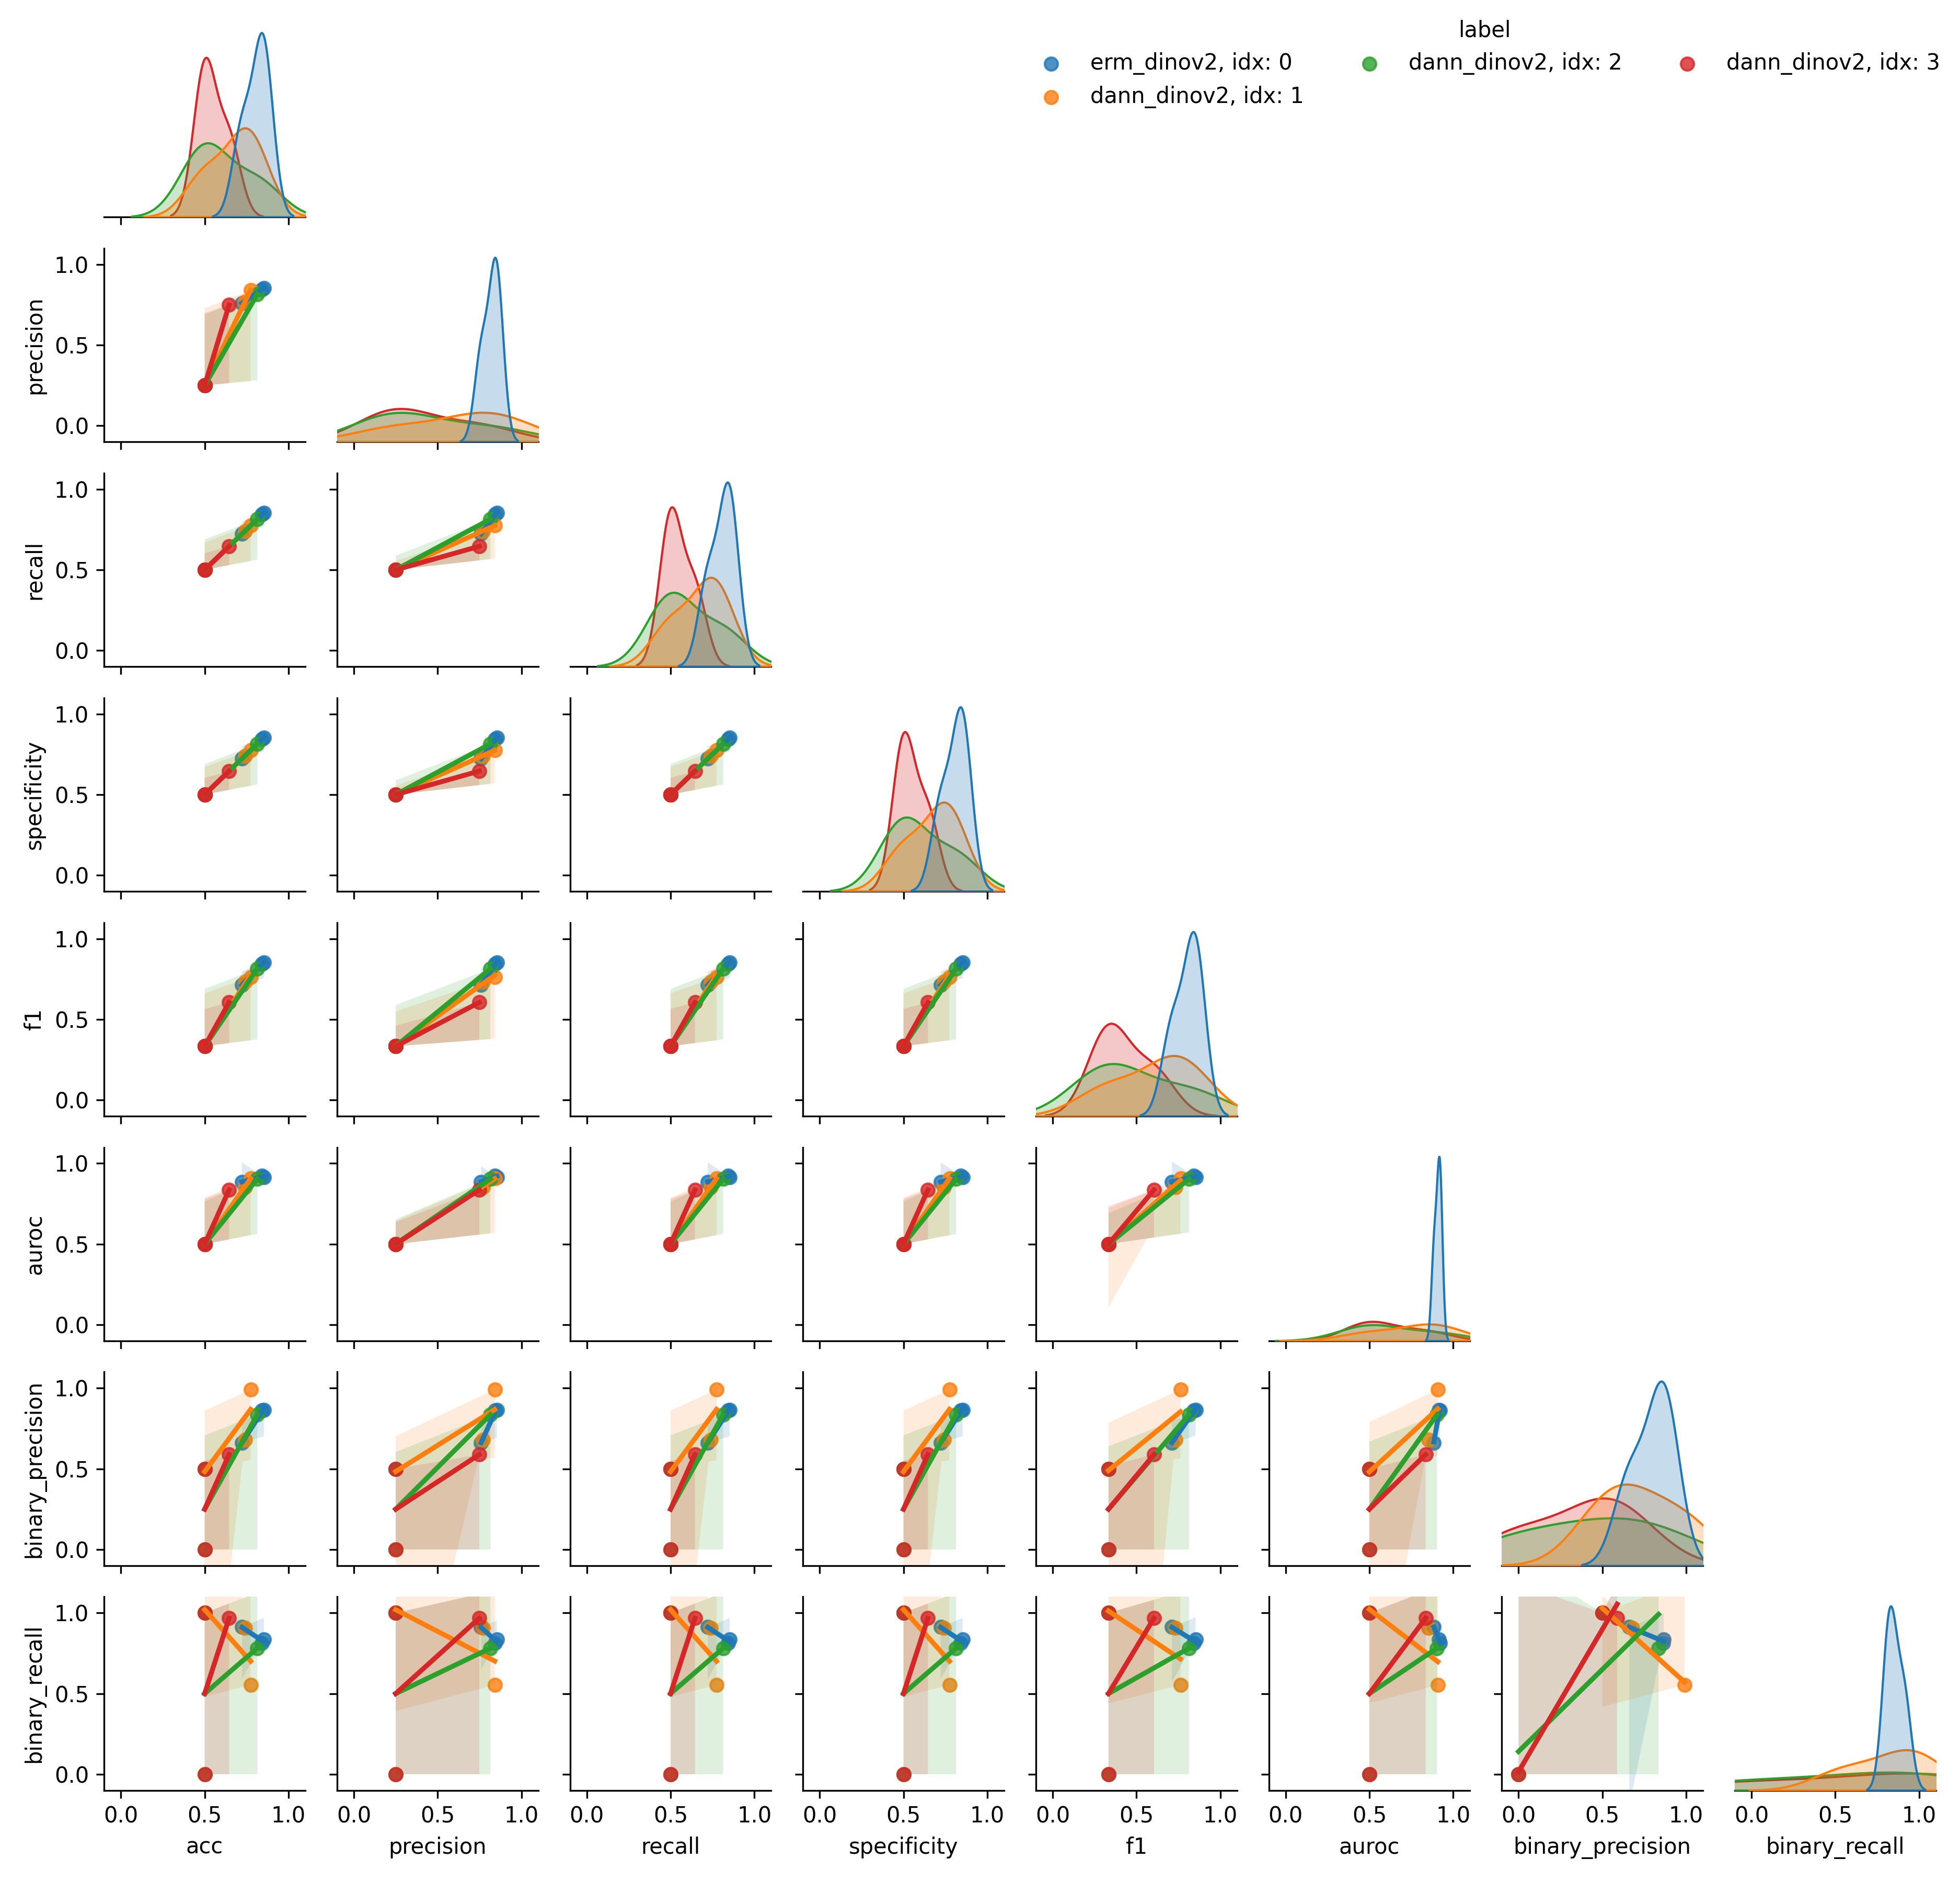 label
erm_dinov2, idx: 0
dann_dinov2, idx: 2
dann_dinov2, idx: 3
dann_dinov2, idx: 1
1.0
0.5
0.0
precision
1.0
0.5
0.0
recall
1.0
0.5
0.0
specificity
1.0
0.5
0.0
f1
1.0
0.5
0.0
auroc
1.0
0.5
0.0
binary_precision
1.0
0.5
0.0
binary_recall
0.0 0.5 1.0 0.0 0.5 1.0 0.0 0.5 1.0 0.0 0.5 1.0 0.0 0.5 1.0 0.0 0.5 1.0 0.0 0.5 1.0 0.0 0.5 1.0
acc precision recall specificity f1 auroc binary_precision binary_recall